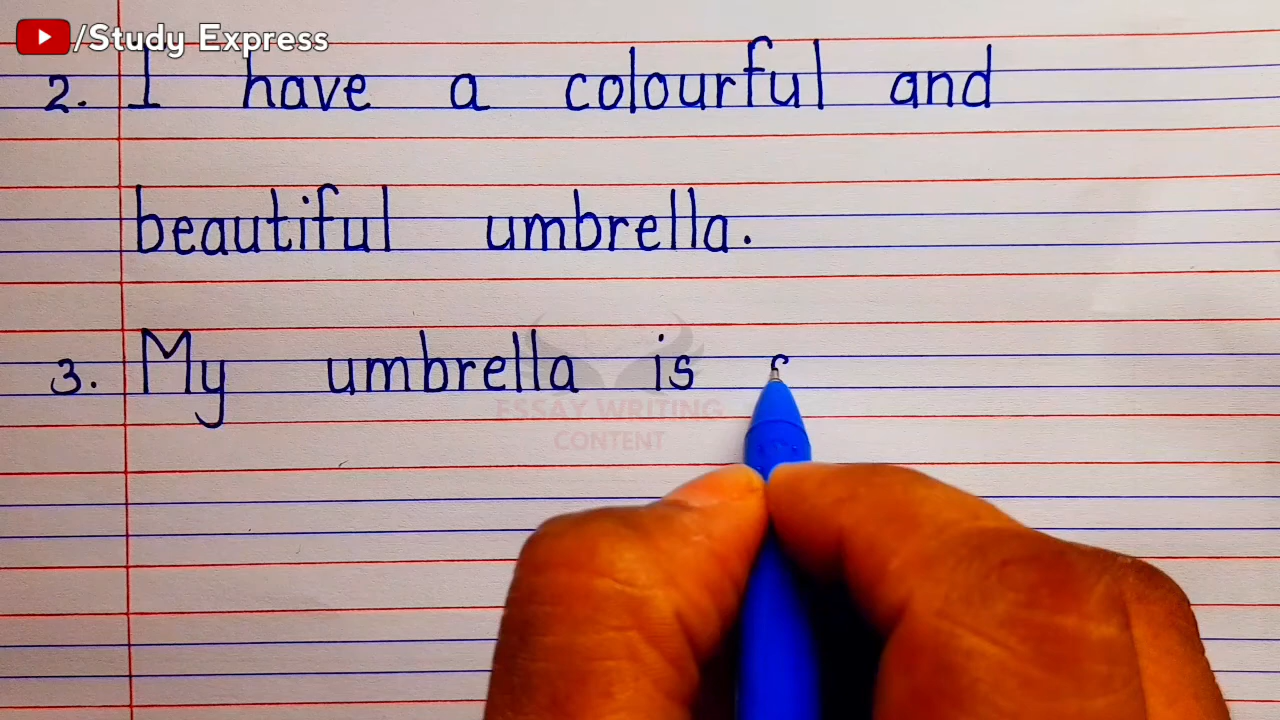 /Study Express
2. I have a colourful and
beautiful umbrella.
3. My umbrella is
ESSAY WRITING
CONTENT